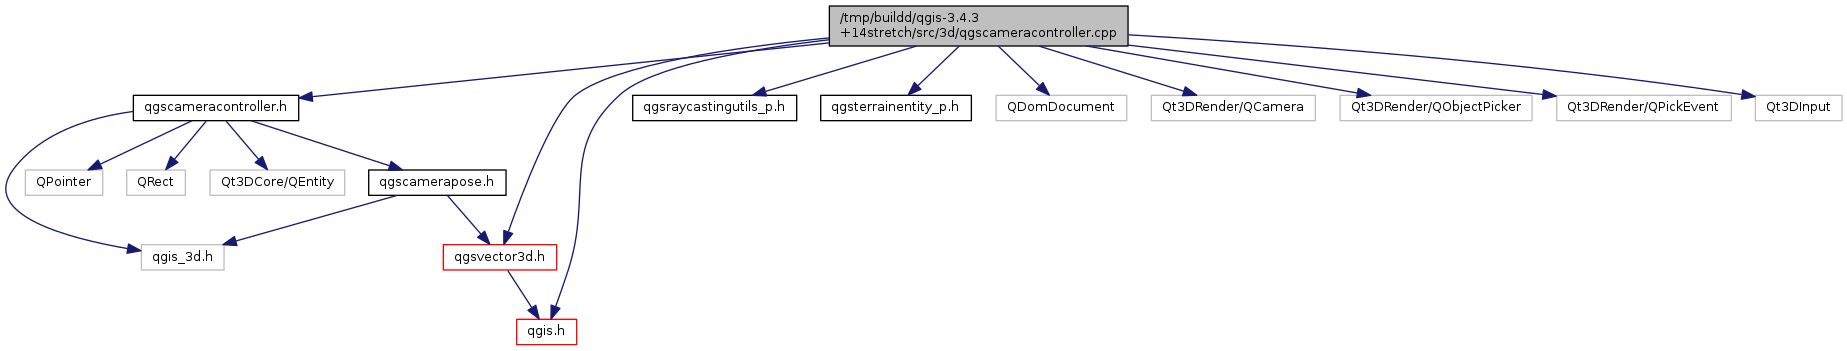 /tmp/buildd/qgis-3.4.3
+14stretch/src/3d/qgscameracontroller.cpp
qgscameracontroller.h
qgsraycastingutils_p.h
qgsterrainentity_p.h
QDomDocument
Qt3DRender/QCamera
Qt3DRender/QObjectPicker
Qt3DRender/QPickEvent
Qt3DInput
QPointer
QRect
Qt3DCore/QEntity
qgscamerapose.h
qgis_3d.h
qgsvector3d.h
qgis.h